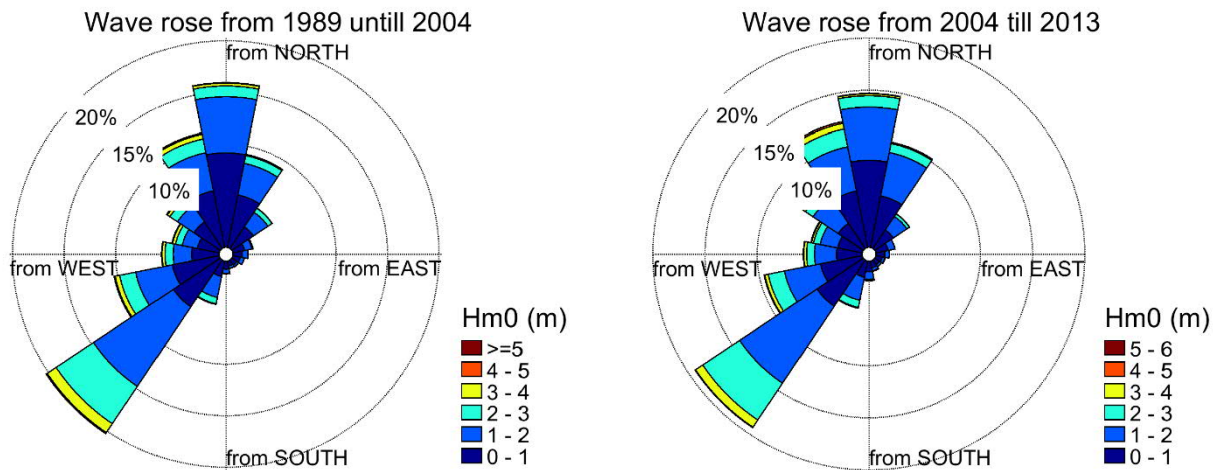 Wave rose from 1989 untill 2004
from NORTH
20%
15%
10%
from WEST
from EAST
from SOUTH
Hm0 (m)
>=5
4 - 5
3 - 4
2 - 3
1 - 2
0 - 1
Wave rose from 2004 till 2013
from NORTH
20%
15%
10%
from WEST
from EAST
from SOUTH
Hm0 (m)
5 - 6
4 - 5
3 - 4
2 - 3
1 - 2
0 - 1